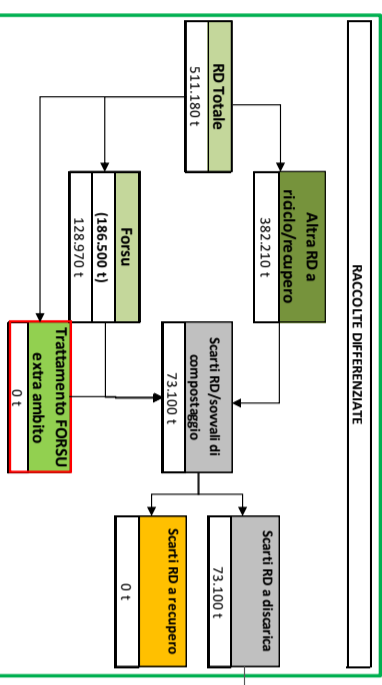 RACCOLTE DIFFERENZIATE
RD Totale
511.180 t
Altra RD a
riciclo/recupero
382.210 t
Forsu
(186.500 t)
128.970 t
Trattamento FORSU
extra ambito
0 t
Scarti RD/sovvali di
compostaggio
73.100 t
Scarti RD a discarica
73.100 t
Scarti RD a recupero
0 t